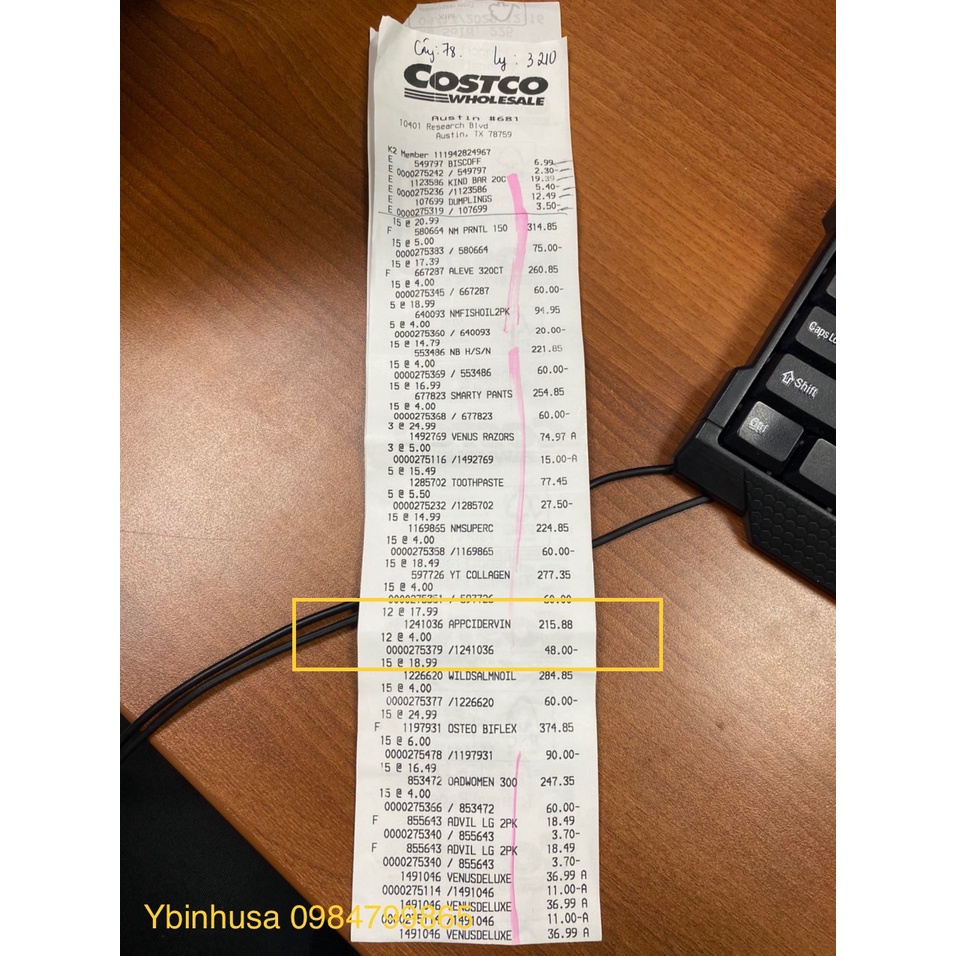 Cây: 78. Ly: 3210
COSTCO
WHOLESALE
Austin #681
10401 Research Blvd
Austin, TX 78759
K2 Member 111942824967
E 549797 BISCOFF 6.99
E 0000275242 / 549797 2.30-
E 1123586 KIND BAR 20C 19.39
E 0000275236 /1123586 5.40-
E 107699 DUMPLINGS 12.49
E 0000275319 / 107699 3.50-
15 @ 20.99
F 580664 NM PRNTL 150 314.85
15 @ 5.00
0000275383 / 580664 75.00-
15 @ 17.39
F 667287 ALEVE 320CT 260.85
15 @ 4.00
0000275345 / 667287 60.00-
5 @ 18.99
640093 NMFISHOIL2PK 94.95
5 @ 4.00
0000275360 / 640093 20.00-
15 @ 14.79
553486 NB H/S/N 221.85
15 @ 4.00
0000275369 / 553486 60.00-
15 @ 16.99
677823 SMARTY PANTS 254.85
15 @ 4.00
0000275368 / 677823 60.00-
3 @ 24.99
1492769 VENUS RAZORS 74.97 A
3 @ 5.00
0000275116 /1492769 15.00-A
5 @ 15.49
1285702 TOOTHPASTE 77.45
5 @ 5.50
0000275232 /1285702 27.50-
15 @ 14.99
1169865 NMSUPERC 224.85
15 @ 4.00
0000275358 /1169865 60.00-
15 @ 18.49
597726 YT COLLAGEN 277.35
15 @ 4.00
0000275351 / 597726 60.00-
12 @ 17.99
1241036 APPCIDERVIN 215.88
12 @ 4.00
0000275379 /1241036 48.00-
15 @ 18.99
1226620 WILDSALMNOIL 284.85
15 @ 4.00
0000275377 /1226620 60.00-
15 @ 24.99
F 1197931 OSTEO BIFLEX 374.85
15 @ 6.00
0000275478 /1197931 90.00-
15 @ 16.49
853472 OADWOMEN 300 247.35
15 @ 4.00
0000275366 / 853472 60.00-
F 855643 ADVIL LG 2PK 18.49
0000275340 / 855643 3.70-
F 855643 ADVIL LG 2PK 18.49
0000275340 / 855643 3.70-
1491046 VENUSDELUXE 36.99 A
0000275114 /1491046 11.00-A
1491046 VENUSDELUXE 36.99 A
0000275114 /1491046 11.00-A
1491046 VENUSDELUXE 36.99 A
Ybinhusa 0984799865
Caps Lo
Shift
Ctrl